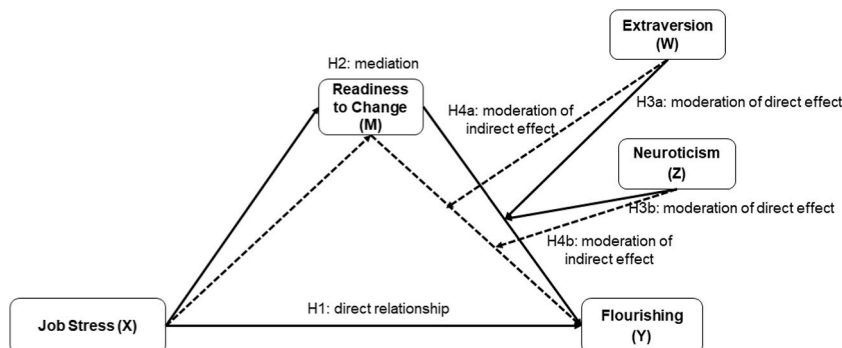 Extraversion
(W)
H2: mediation
Readiness
to Change
(M)
H4a: moderation of
indirect effect
H3a: moderation of direct effect
Neuroticism
(Z)
H3b: moderation of direct effect
H4b: moderation of
indirect effect
H1: direct relationship
Job Stress (X)
Flourishing
(Y)